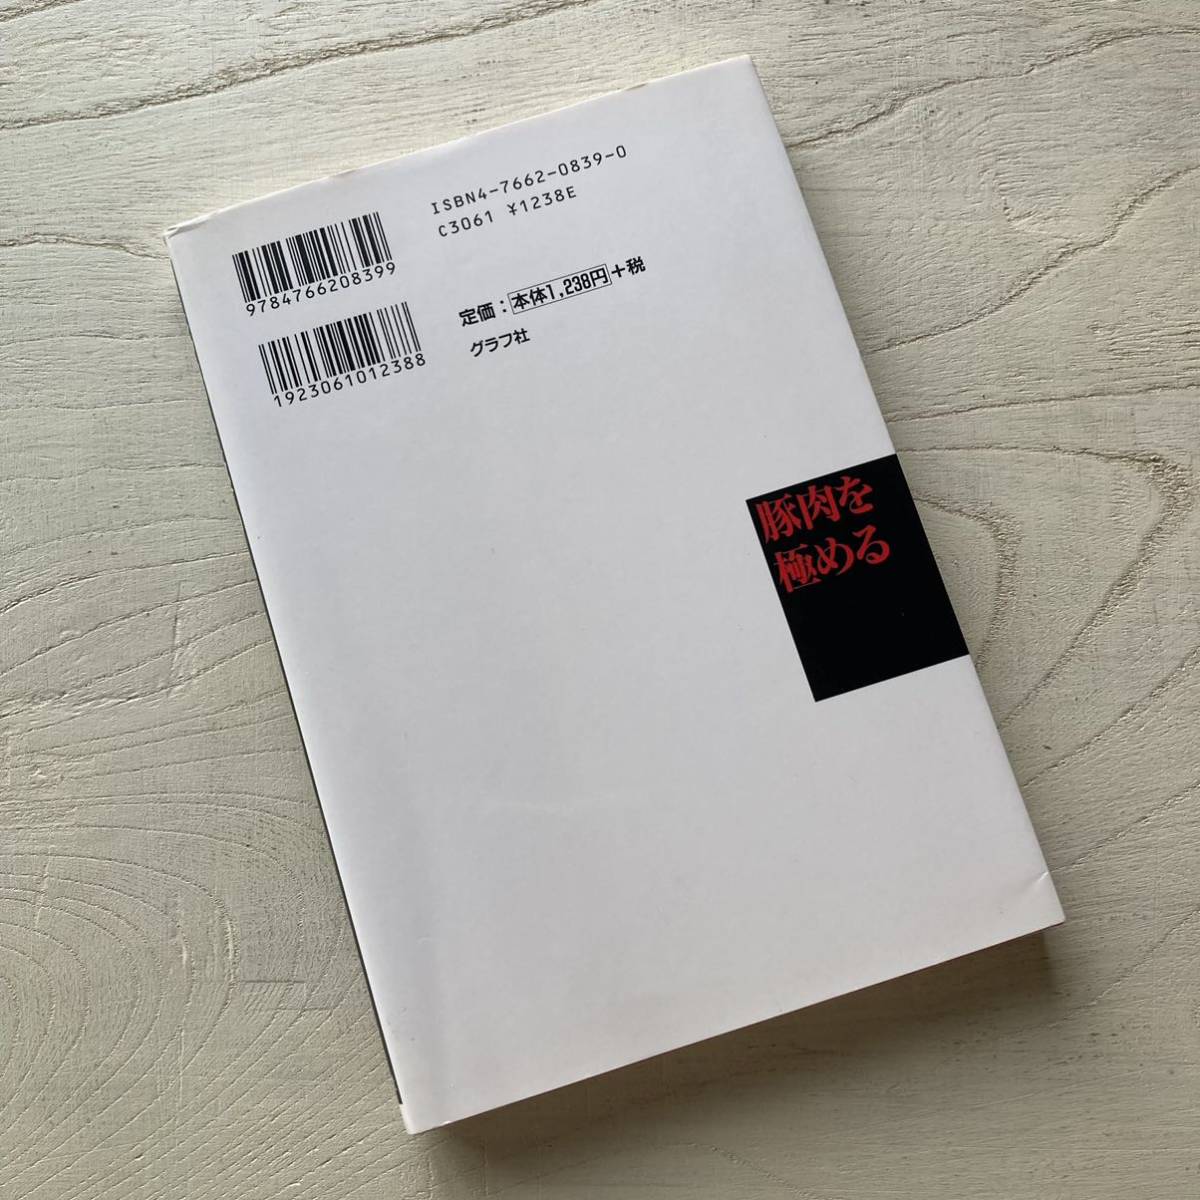 ISBN4-7662-0839-0
C3061 ¥1238E
9784766208399
1923061012388
定価：本体1,238円+税
グラフ社
豚肉を
極める